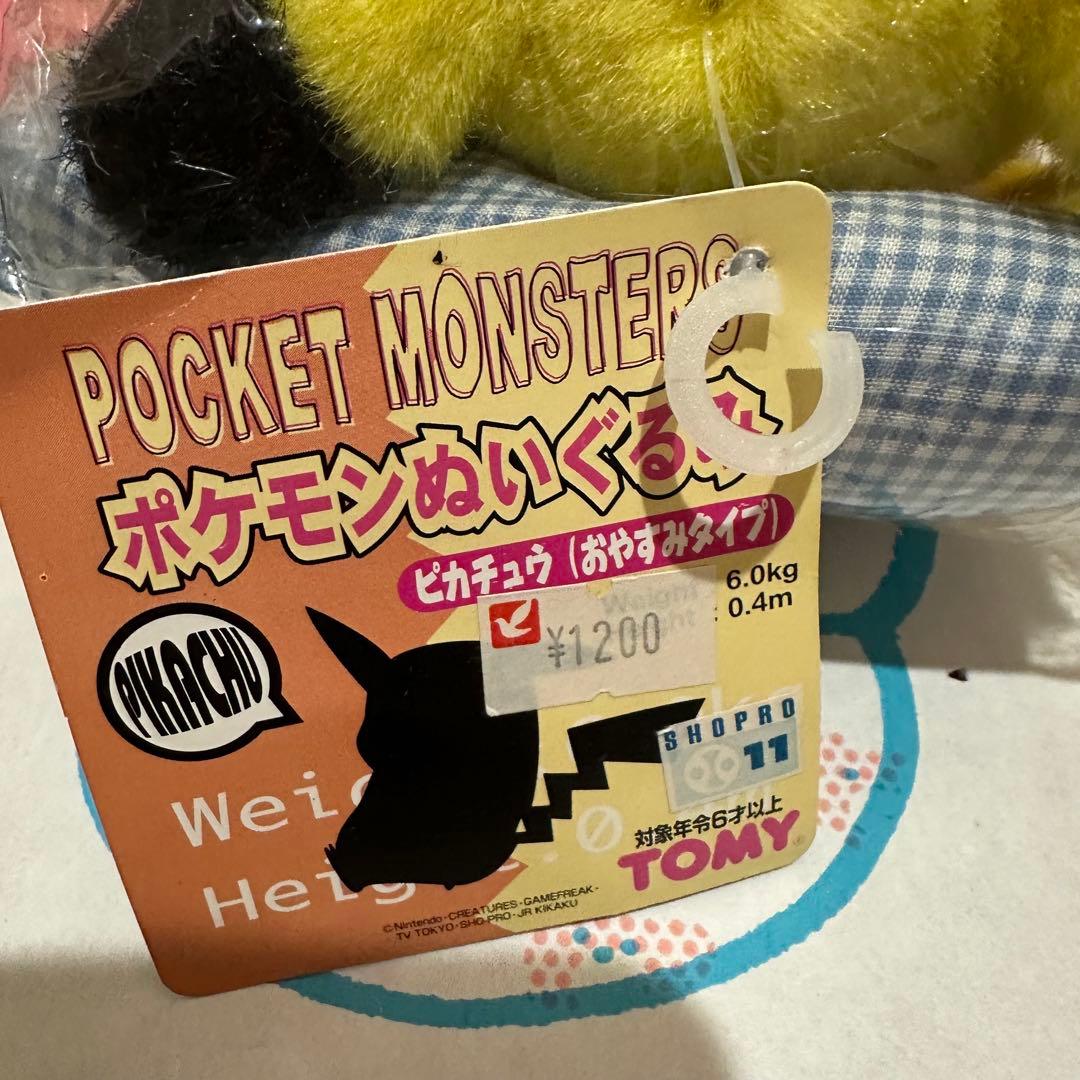 POCKET MONSTERS
ポケモンぬいぐるみ
ピカチュウ (おやすみタイプ)
6.0kg
: 0.4m
¥1200
PIKACHU
SHOPRO
11
対象年令6才以上
TOMY
©Nintendo・CREATURES・GAMEFREAK・
TV TOKYO・SHO-PRO・JR KIKAKU